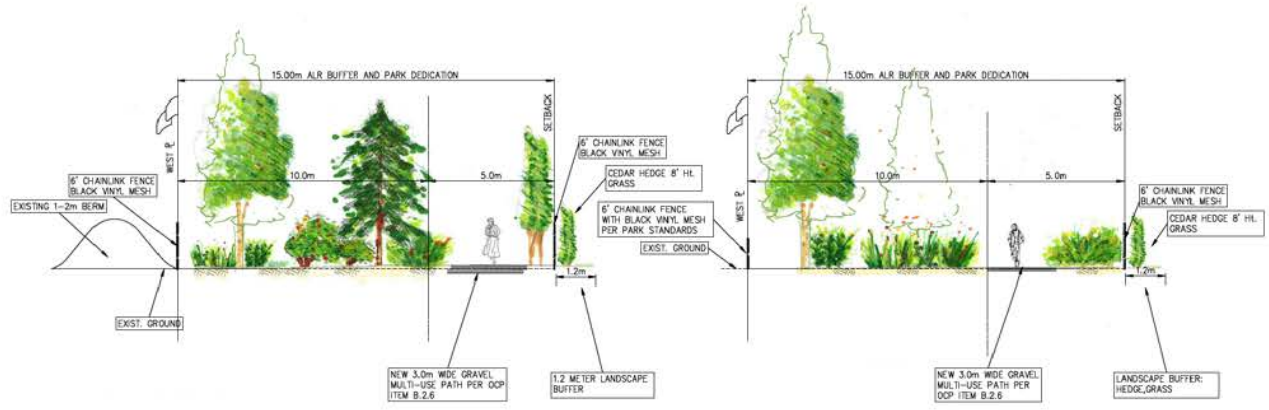 15.00m ALR BUFFER AND PARK DEDICATION
WEST ⅊
SETBACK
6' CHAINLINK FENCE
BLACK VINYL MESH
10.0m
5.0m
6' CHAINLINK FENCE
BLACK VINYL MESH
CEDAR HEDGE 8' Ht.
GRASS
EXISTING 1-2m BERM
EXIST. GROUND
1.2m
NEW 3.0m WIDE GRAVEL
MULTI-USE PATH PER OCP
ITEM B.2.6
1.2 METER LANDSCAPE
BUFFER
15.00m ALR BUFFER AND PARK DEDICATION
WEST ⅊
SETBACK
10.0m
5.0m
6' CHAINLINK FENCE
WITH BLACK VINYL MESH
PER PARK STANDARDS
EXIST. GROUND
6' CHAINLINK FENCE
BLACK VINYL MESH
CEDAR HEDGE 8' Ht.
GRASS
1.2m
NEW 3.0m WIDE GRAVEL
MULTI-USE PATH PER
OCP ITEM B.2.6
LANDSCAPE BUFFER:
HEDGE,GRASS